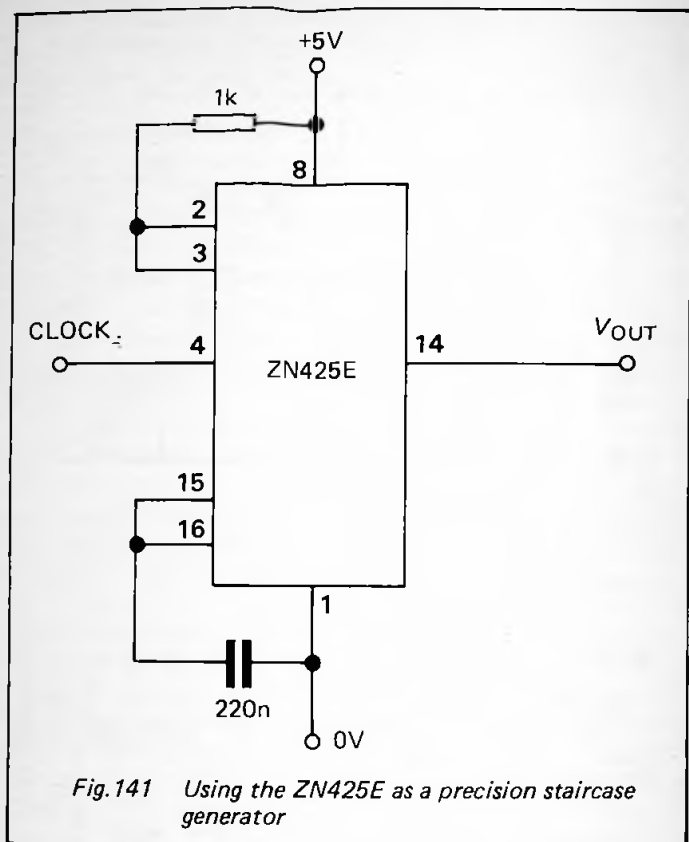 +5V
1k
8
2
3
CLOCK
4
ZN425E
14
VOUT
15
16
1
220n
0V
Fig.141 Using the ZN425E as a precision staircase
generator